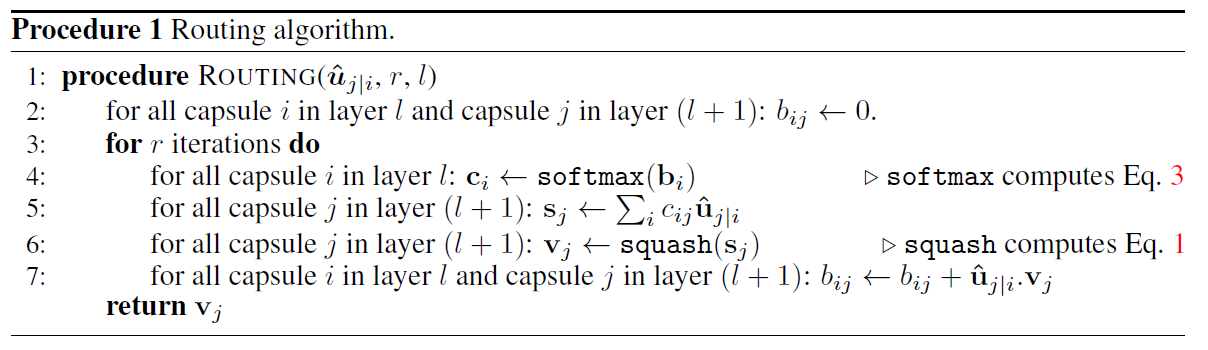 Procedure 1 Routing algorithm.
1: procedure ROUTING(û_{j|i}, r, l)
2: for all capsule i in layer l and capsule j in layer (l + 1): b_{ij} ← 0.
3: for r iterations do
4: for all capsule i in layer l: c_i ← softmax(b_i) ▷ softmax computes Eq. 3
5: for all capsule j in layer (l + 1): s_j ← ∑_i c_{ij}û_{j|i}
6: for all capsule j in layer (l + 1): v_j ← squash(s_j) ▷ squash computes Eq. 1
7: for all capsule i in layer l and capsule j in layer (l + 1): b_{ij} ← b_{ij} + û_{j|i}.v_j
return v_j